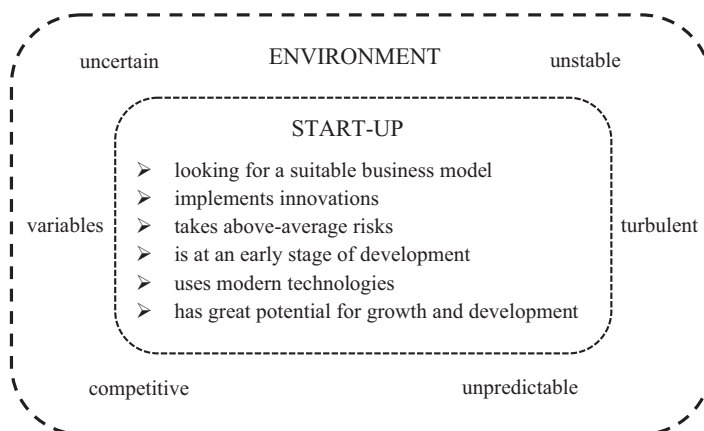 uncertain ENVIRONMENT unstable
START-UP
➢ looking for a suitable business model
➢ implements innovations
➢ takes above-average risks
variables turbulent
➢ is at an early stage of development
➢ uses modern technologies
➢ has great potential for growth and development
competitive unpredictable